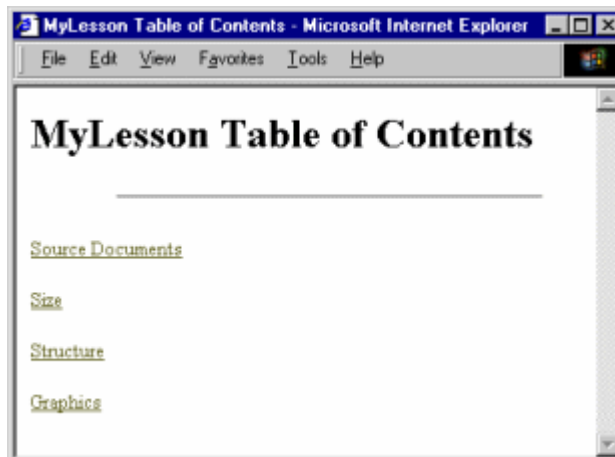 MyLesson Table of Contents - Microsoft Internet Explorer
File Edit View Favorites Tools Help
MyLesson Table of Contents
Source Documents
Size
Structure
Graphics